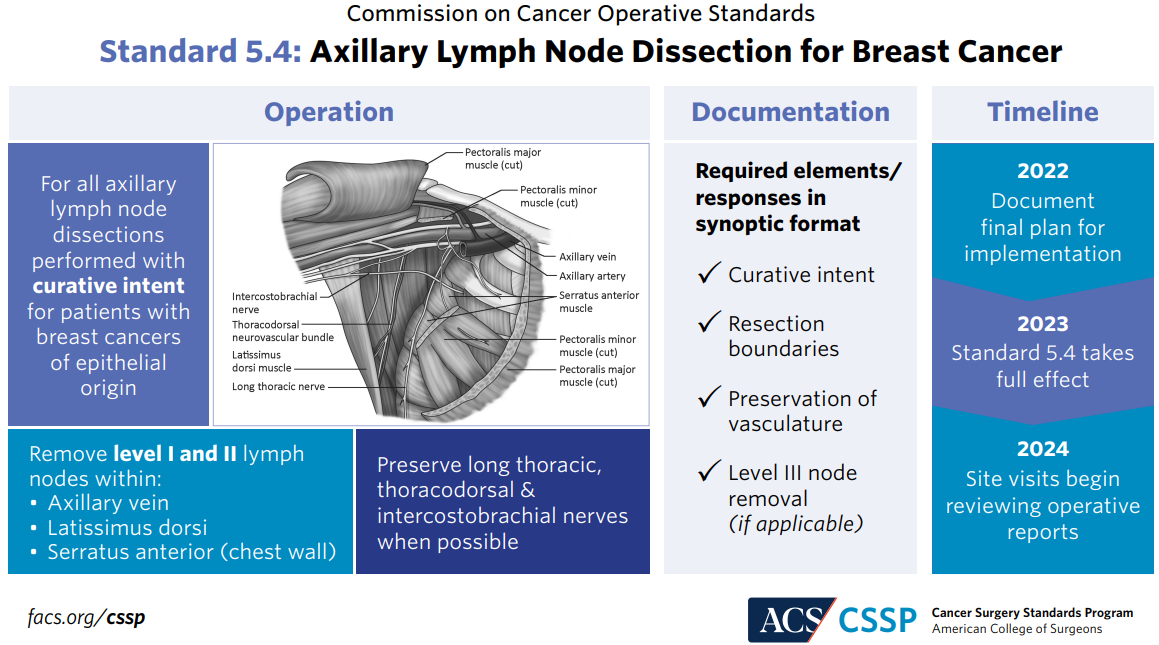 Commission on Cancer Operative Standards
Standard 5.4: Axillary Lymph Node Dissection for Breast Cancer
Operation
For all axillary
lymph node
dissections
performed with
curative intent
for patients with
breast cancers
of epithelial
origin
Pectoralis major
muscle (cut)
Pectoralis minor
muscle (cut)
Axillary vein
Axillary artery
Serratus anterior
muscle
Pectoralis minor
muscle (cut)
Pectoralis major
muscle (cut)
Intercostobrachial
nerve
Thoracodorsal
neurovascular bundle
Latissimus
dorsi muscle
Long thoracic nerve
Remove level I and II lymph
nodes within:
• Axillary vein
• Latissimus dorsi
• Serratus anterior (chest wall)
Preserve long thoracic,
thoracodorsal &
intercostobrachial nerves
when possible
Documentation
Required elements/
responses in
synoptic format
✓ Curative intent
✓ Resection
boundaries
✓ Preservation of
vasculature
✓ Level III node
removal
(if applicable)
Timeline
2022
Document
final plan for
implementation
2023
Standard 5.4 takes
full effect
2024
Site visits begin
reviewing operative
reports
facs.org/cssp
ACS CSSP
Cancer Surgery Standards Program
American College of Surgeons